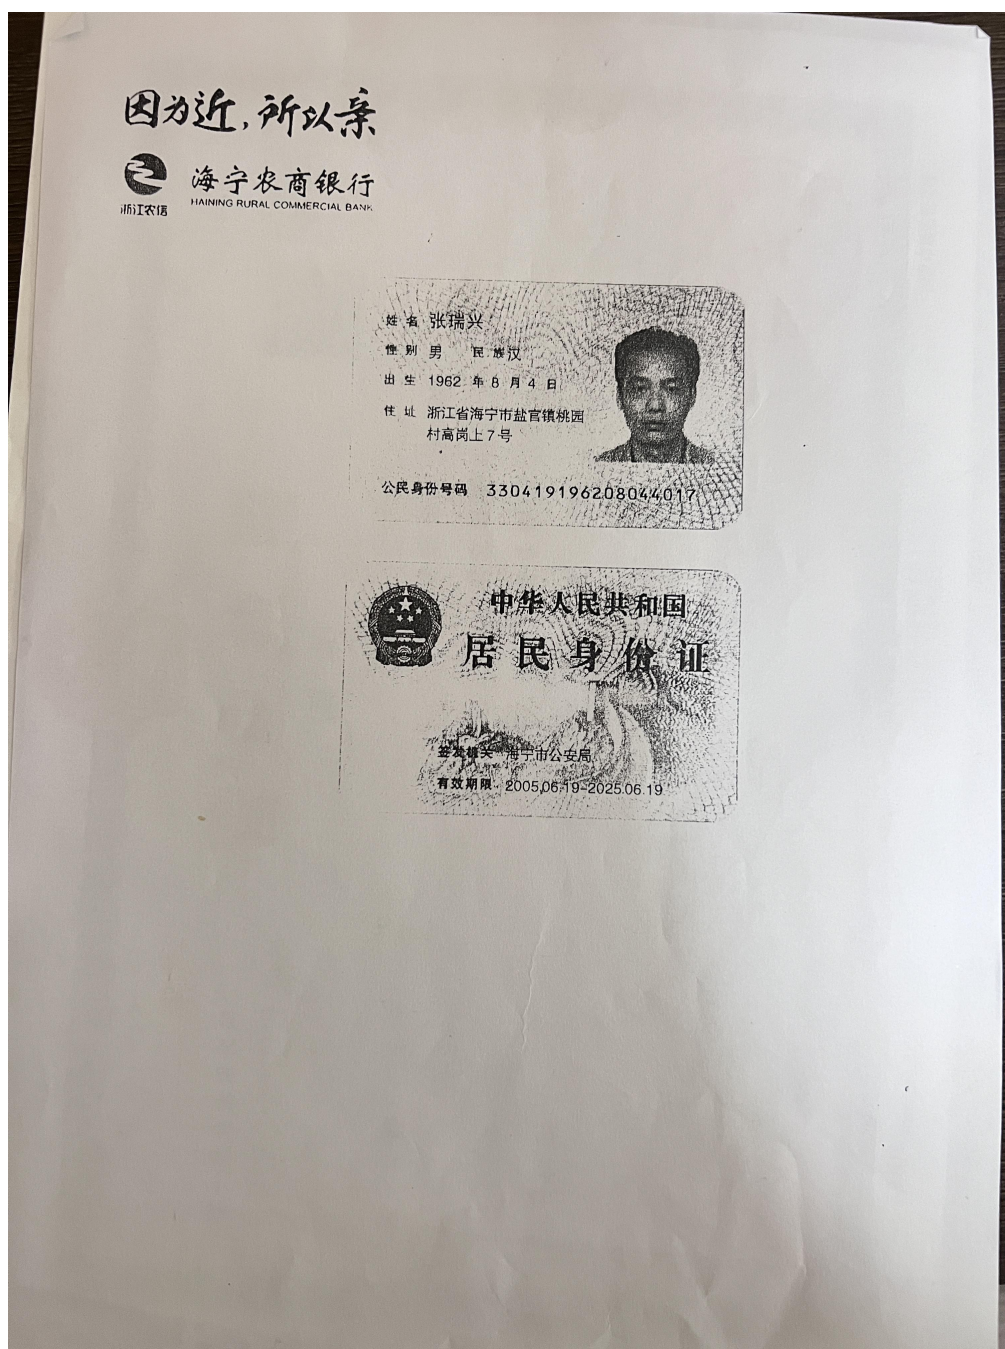 因为近，所以亲
浙江农信
海宁农商银行
HAINING RURAL COMMERCIAL BANK
姓名 张瑞兴
性别 男 民族 汉
出生 1962 年 8 月 4 日
住址 浙江省海宁市盐官镇桃园
村高岗上7号
公民身份号码 330419196208044017
中华人民共和国
居民身份证
签发机关 海宁市公安局
有效期限 2005.06.19-2025.06.19